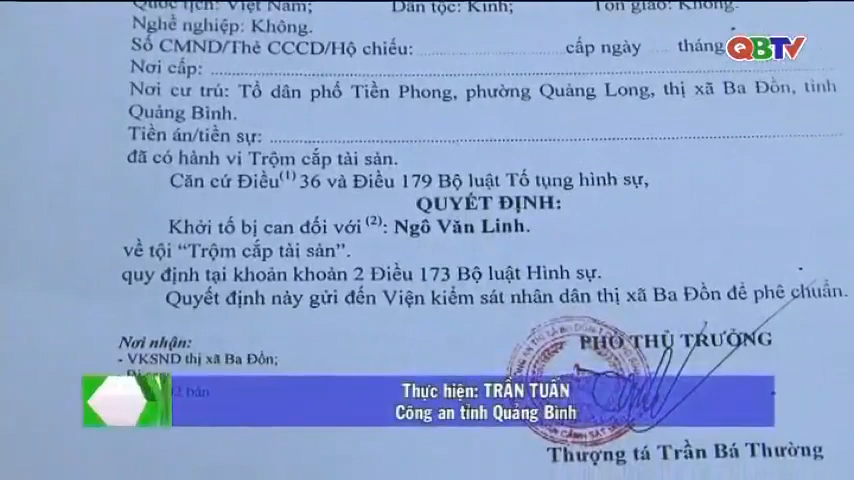 Quốc tịch: Việt Nam; Dân tộc: Kinh; Tôn giáo: Không.
Nghề nghiệp: Không.
Số CMND/Thẻ CCCD/Hộ chiếu: cấp ngày tháng
QBTV
Nơi cấp:
Nơi cư trú: Tổ dân phố Tiền Phong, phường Quảng Long, thị xã Ba Đồn, tỉnh
Quảng Bình.
Tiền án/tiền sự:
đã có hành vi Trộm cắp tài sản.
Căn cứ Điều(1) 36 và Điều 179 Bộ luật Tố tụng hình sự,
QUYẾT ĐỊNH:
Khởi tố bị can đối với (2): Ngô Văn Linh.
về tội “Trộm cắp tài sản”.
quy định tại khoản khoản 2 Điều 173 Bộ luật Hình sự.
Quyết định này gửi đến Viện kiểm sát nhân dân thị xã Ba Đồn để phê chuẩn.
Nơi nhận:
- VKSND thị xã Ba Đồn;
PHÓ THỦ TRƯỞNG
02 bản
Thực hiện: TRẦN TUẤN
Công an tỉnh Quảng Bình
Thượng tá Trần Bá Thường